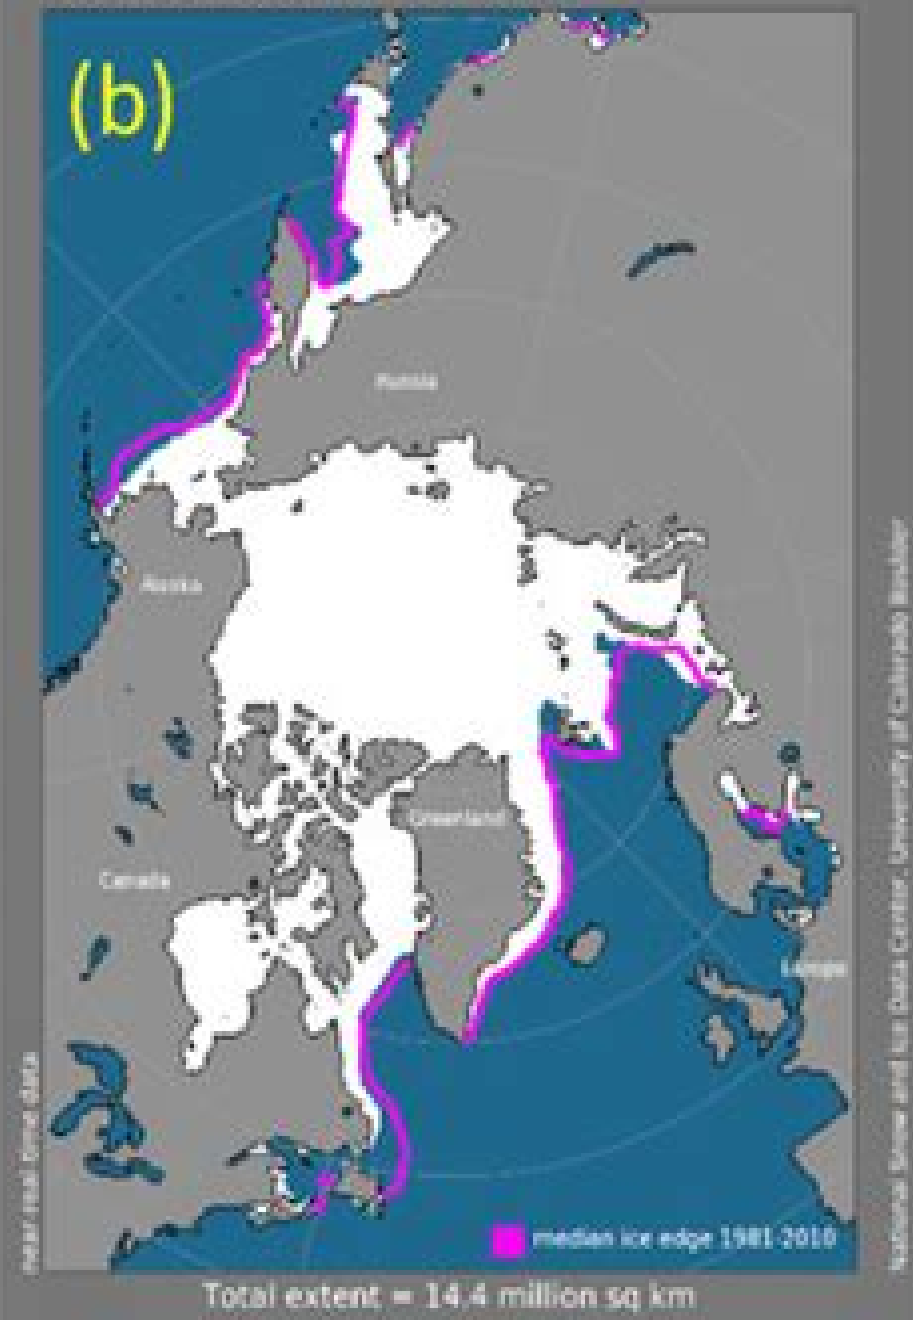 (b)
Russia
Alaska
Greenland
Canada
Europe
near-real-time data
National Snow and Ice Data Center, University of Colorado Boulder
median ice edge 1981-2010
Total extent = 14.4 million sq km